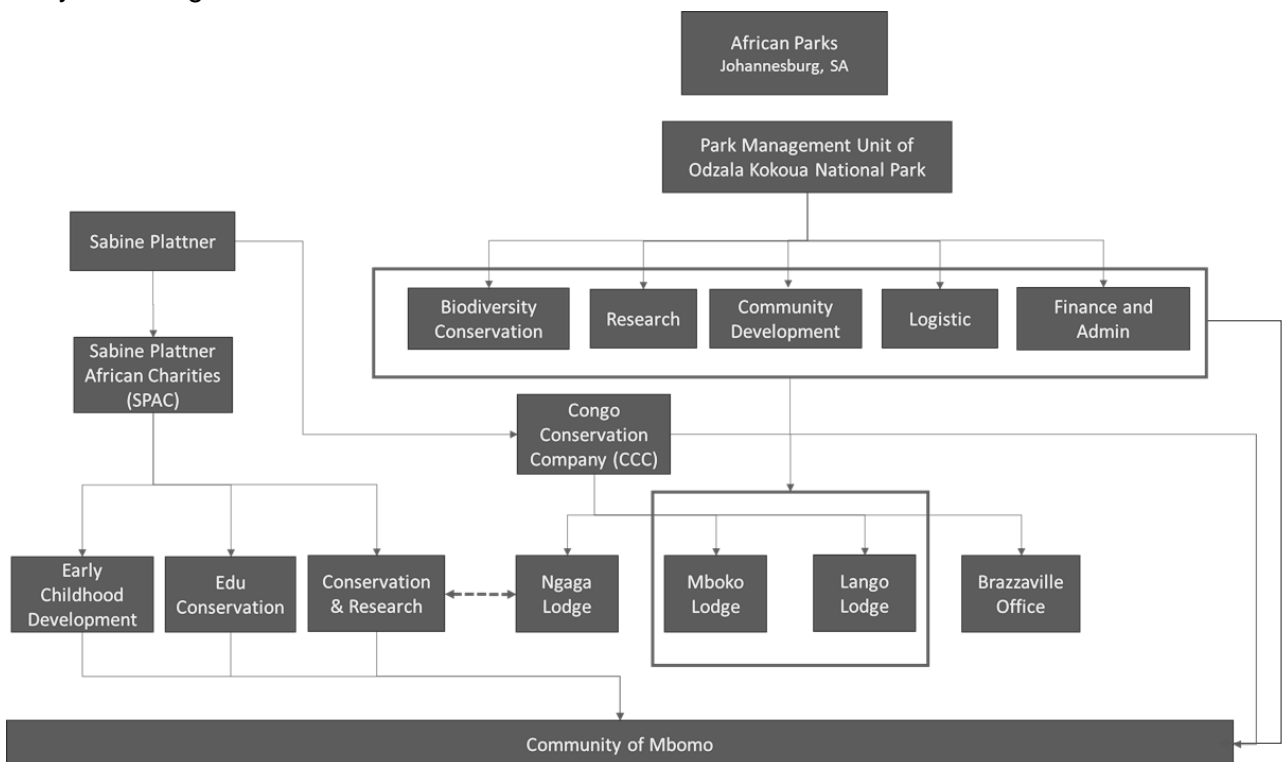 African Parks
Johannesburg, SA
Park Management Unit of
Odzala Kokoua National Park
Sabine Plattner
Biodiversity
Conservation
Research
Community
Development
Logistic
Finance and
Admin
Sabine Plattner
African Charities
(SPAC)
Congo
Conservation
Company (CCC)
Early
Childhood
Development
Edu
Conservation
Conservation
& Research
Ngaga
Lodge
Mboko
Lodge
Lango
Lodge
Brazzaville
Office
Community of Mbomo